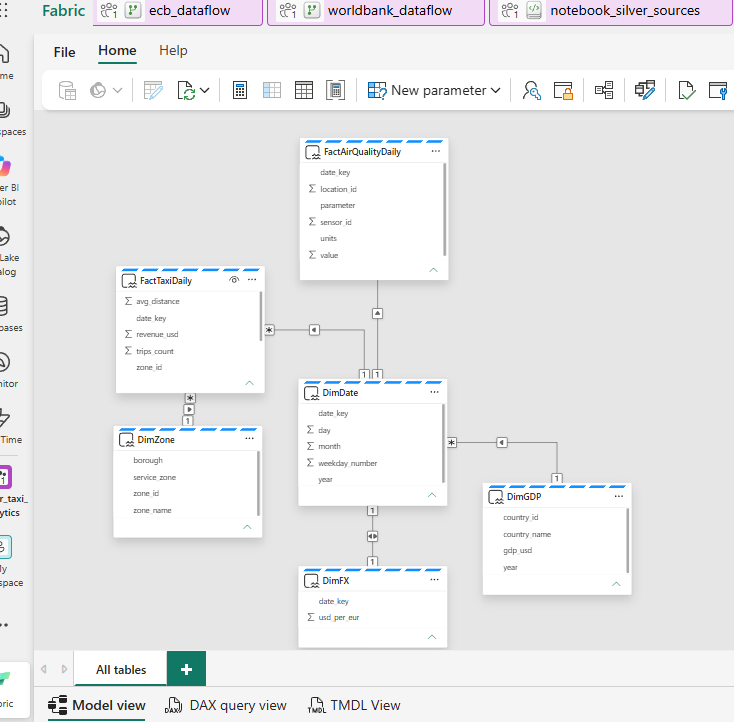 Fabric
ecb_dataflow
worldbank_dataflow
notebook_silver_sources
File
Home
Help
New parameter
FactAirQualityDaily
date_key
location_id
parameter
sensor_id
units
value
FactTaxiDaily
avg_distance
date_key
revenue_usd
trips_count
zone_id
DimDate
date_key
day
month
weekday_number
year
DimZone
borough
service_zone
zone_id
zone_name
DimGDP
country_id
country_name
gdp_usd
year
DimFX
date_key
usd_per_eur
All tables
Model view
DAX query view
TMDL View